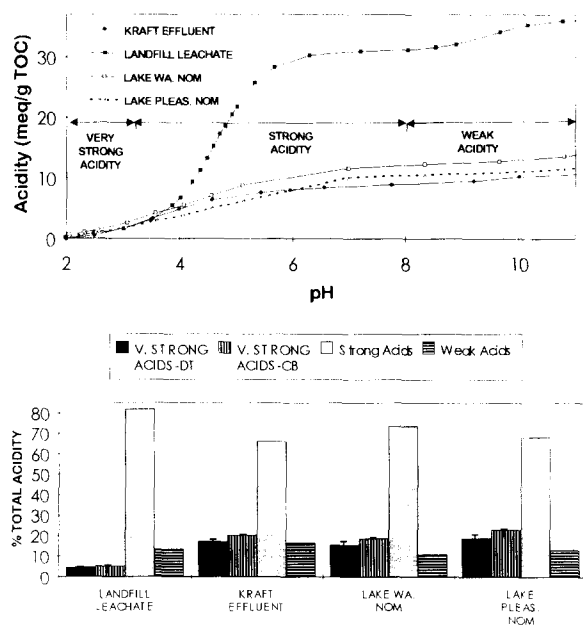 KRAFT EFFLUENT
LANDFILL LEACHATE
LAKE WA. NOM
LAKE PLEAS. NOM
Acidity (meq/g TOC)
30
20
10
0
VERY
STRONG
ACIDITY
STRONG
ACIDITY
WEAK
ACIDITY
2
4
6
8
10
pH
V. STRONG
ACIDS-DT
V. STRONG
ACIDS-CB
Strong Acids
Weak Acids
% TOTAL ACIDITY
80
70
60
50
40
30
20
10
0
LANDFILL
LEACHATE
KRAFT
EFFLUENT
LAKE WA.
NOM
LAKE
PLEAS.
NOM